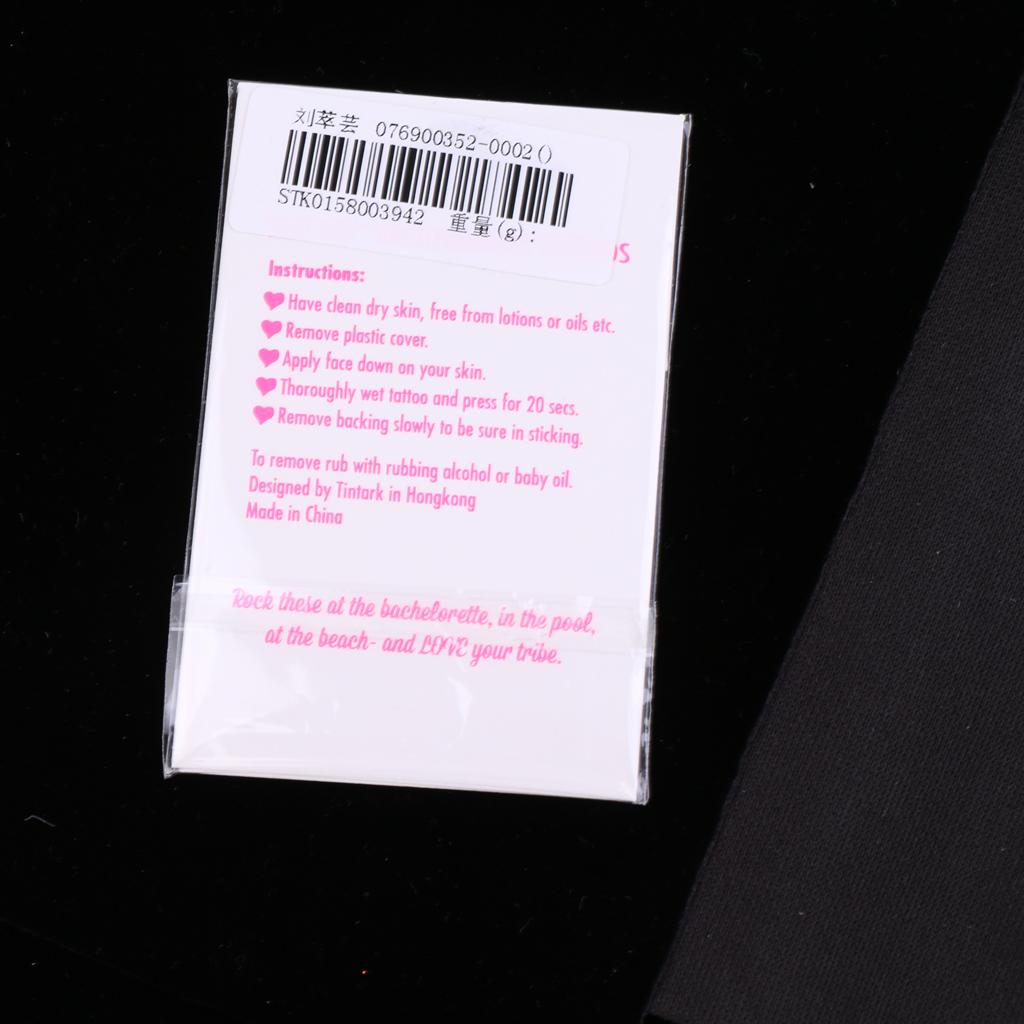 刘萃芸 076900352-0002()
STK0158003942 重量(g):
Instructions:
Have clean dry skin, free from lotions or oils etc.
Remove plastic cover.
Apply face down on your skin.
Thoroughly wet tattoo and press for 20 secs.
Remove backing slowly to be sure in sticking.
To remove rub with rubbing alcohol or baby oil.
Designed by Tintark in Hongkong
Made in China
Rock these at the bachelorette, in the pool,
at the beach- and LOVE your tribe.